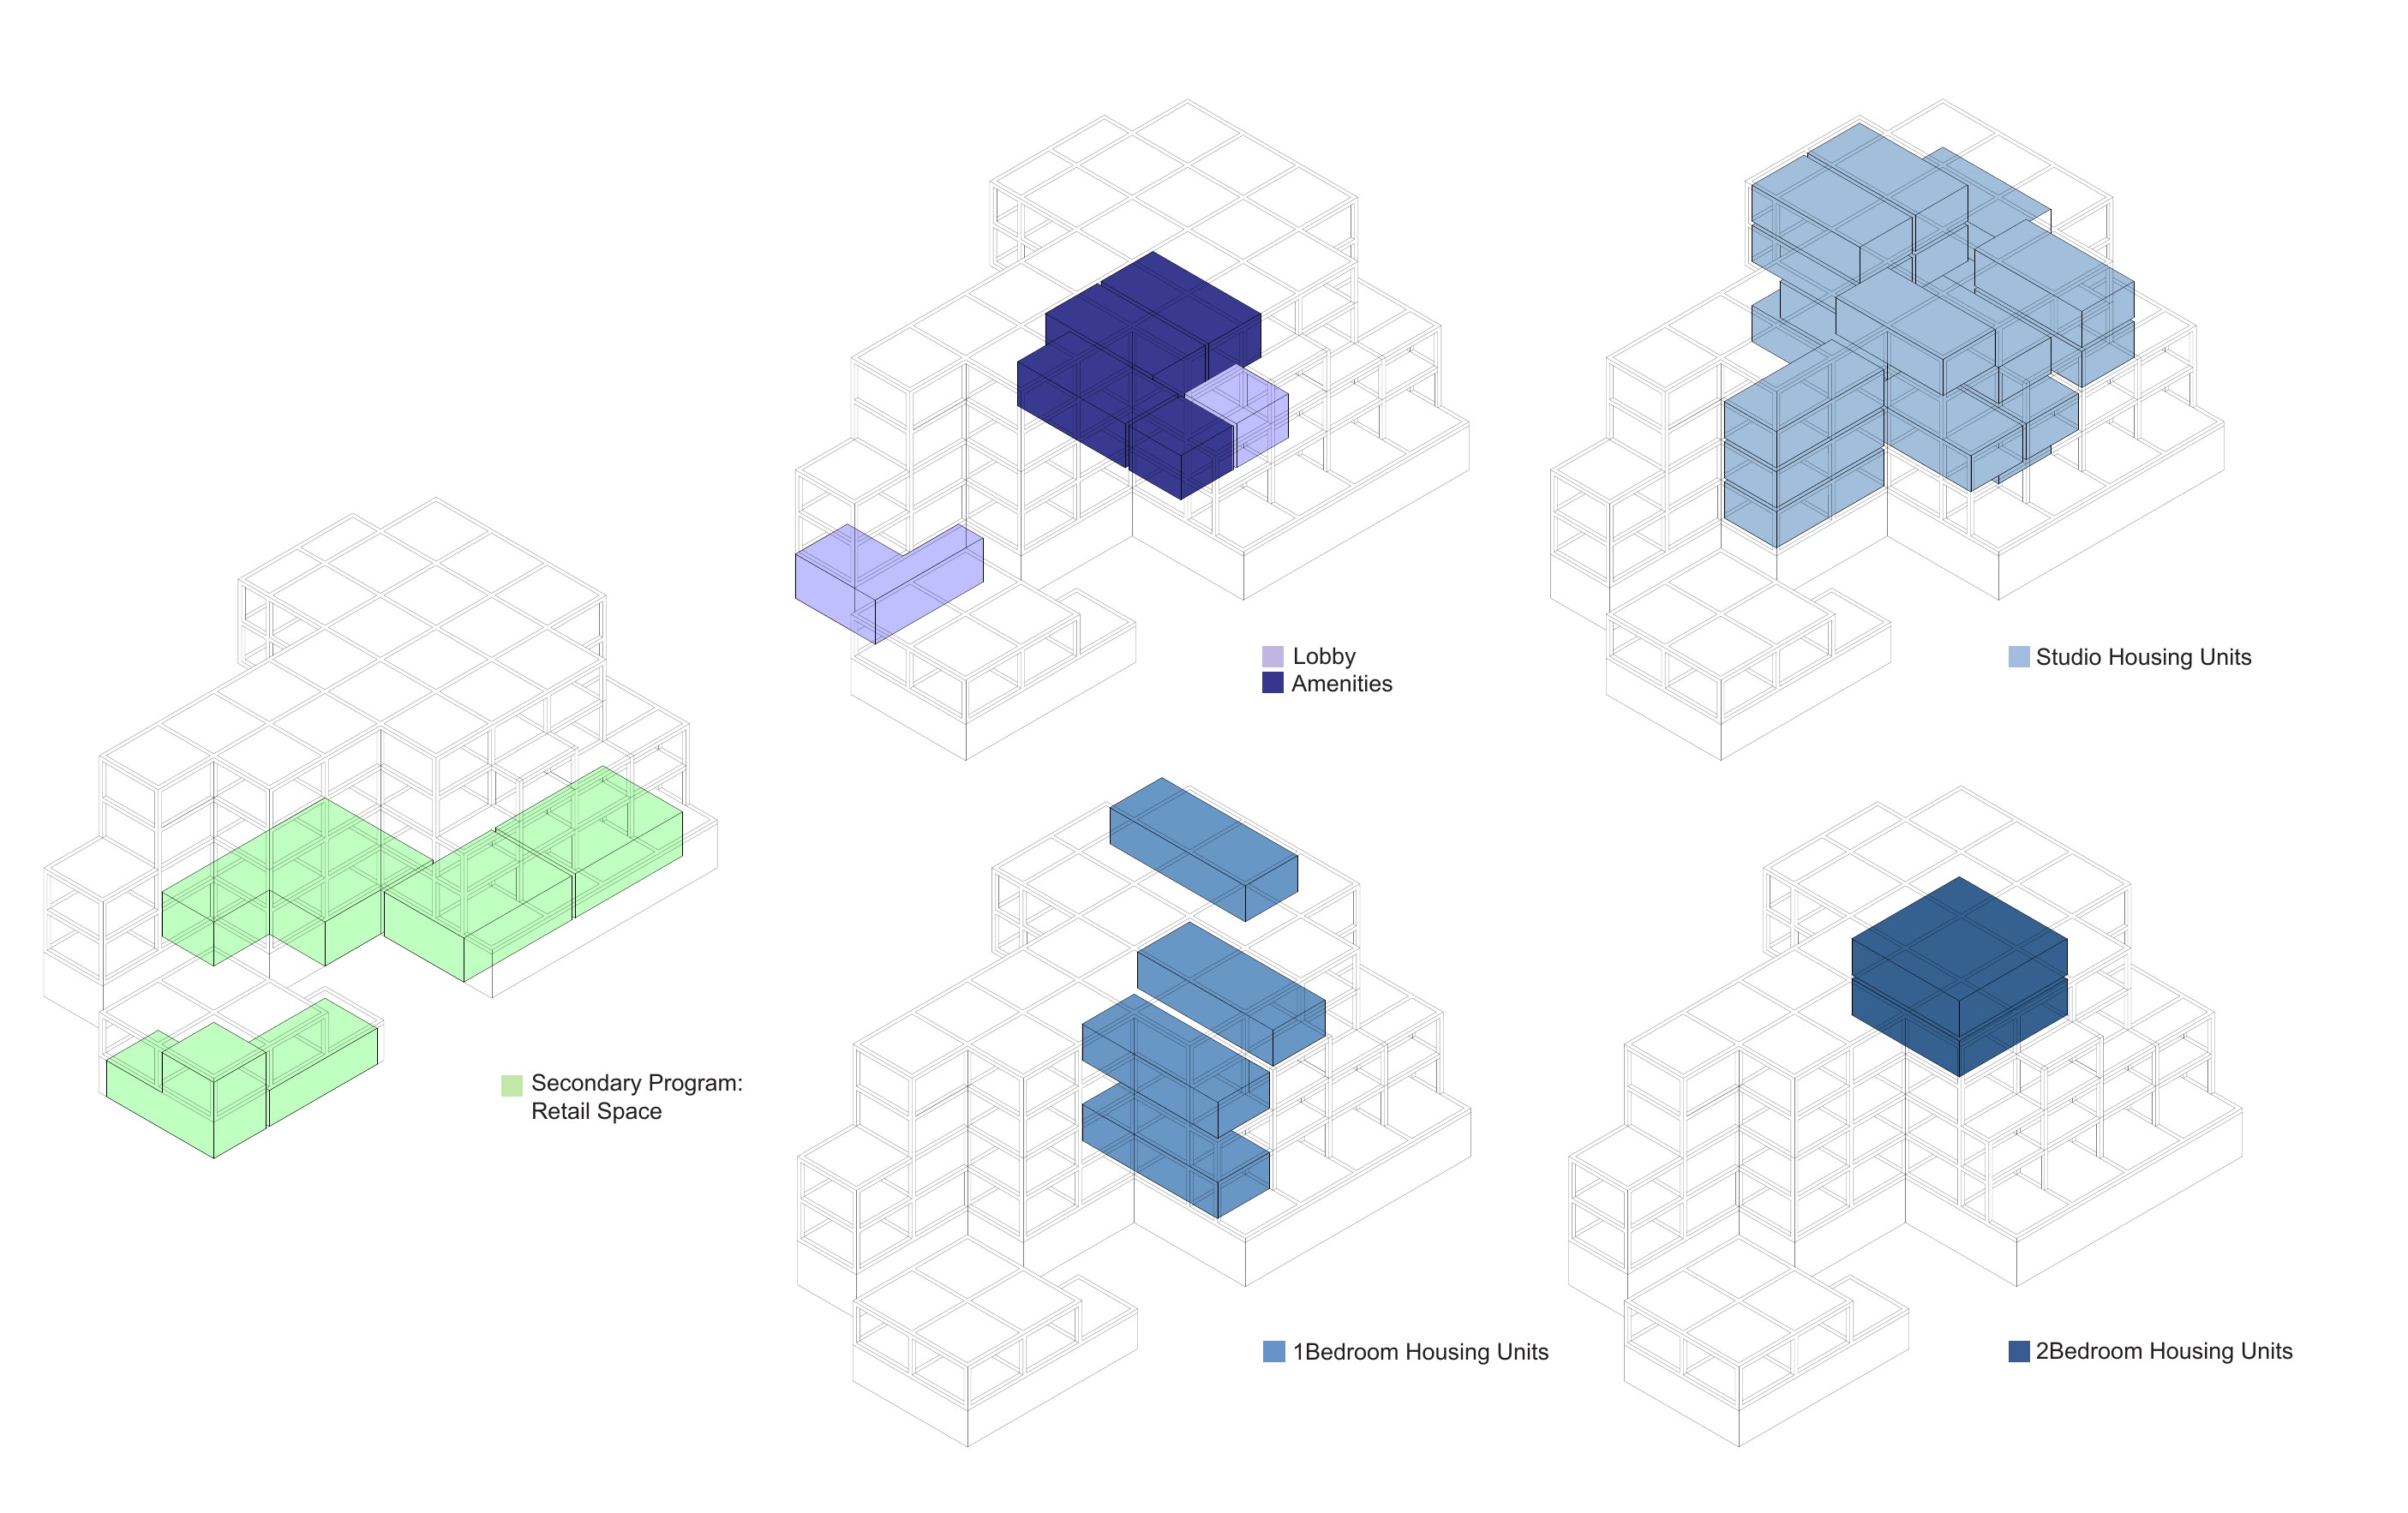 Lobby
Amenities
Studio Housing Units
Secondary Program:
Retail Space
1Bedroom Housing Units
2Bedroom Housing Units